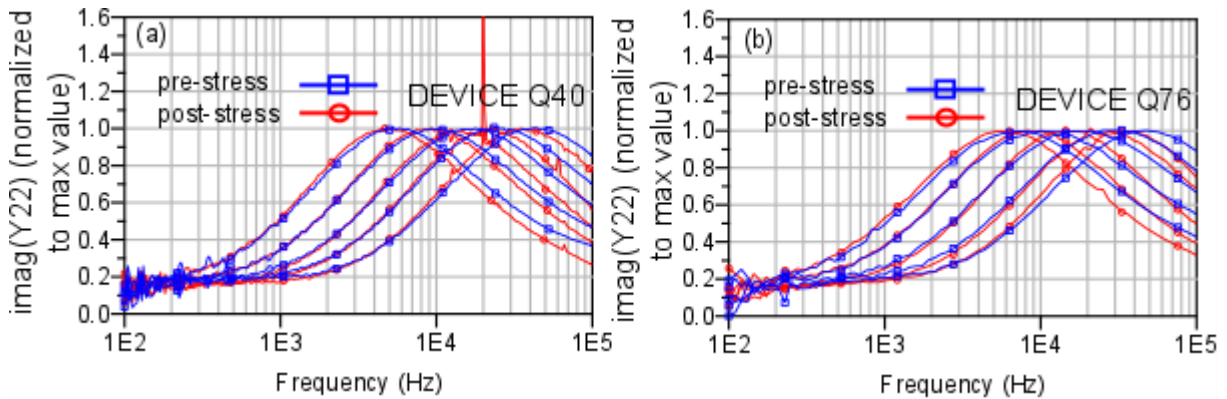 (a)
pre-stress
post-stress
DEVICE Q40
imag(Y22) (normalized
to max value)
1.6
1.4
1.2
1.0
0.8
0.6
0.4
0.2
0.0
1E2
1E3
1E4
1E5
Frequency (Hz)
(b)
pre-stress
post-stress
DEVICE Q76
imag(Y22) (normalized
to max value)
1.6
1.4
1.2
1.0
0.8
0.6
0.4
0.2
0.0
1E2
1E3
1E4
1E5
Frequency (Hz)